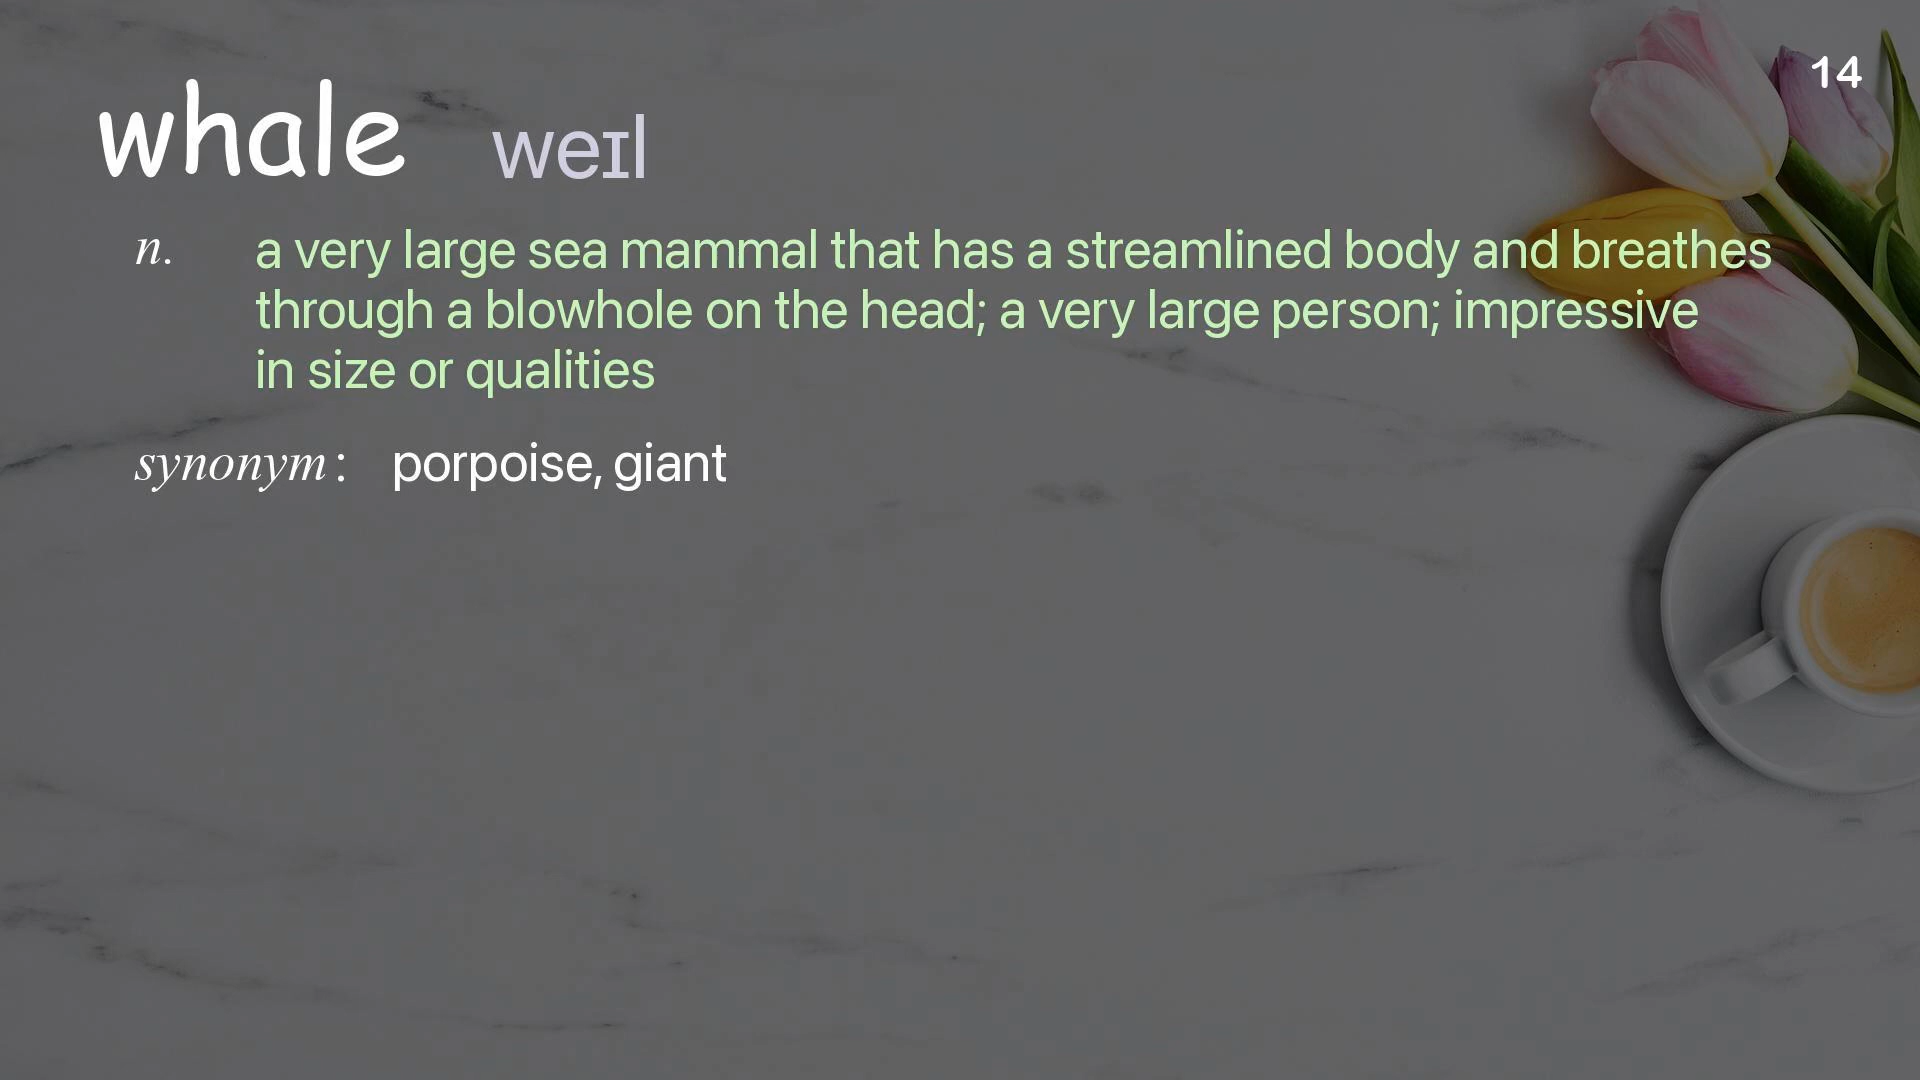 14
whale weɪl
n. a very large sea mammal that has a streamlined body and breathes
through a blowhole on the head; a very large person; impressive
in size or qualities
synonym: porpoise, giant